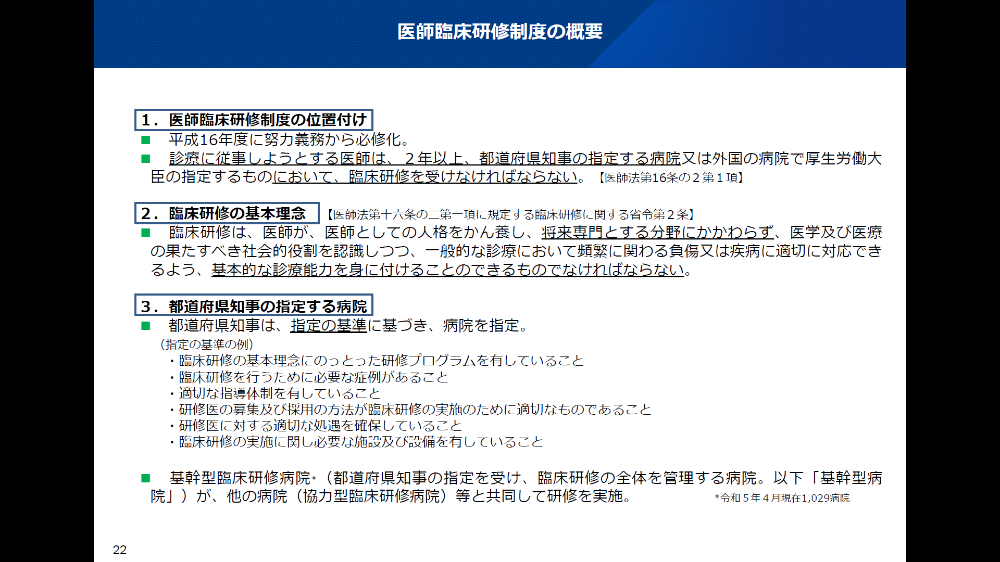 医師臨床研修制度の概要
１．医師臨床研修制度の位置付け
■ 平成16年度に努力義務から必修化。
■ 診療に従事しようとする医師は、２年以上、都道府県知事の指定する病院又は外国の病院で厚生労働大
臣の指定するものにおいて、臨床研修を受けなければならない。【医師法第16条の２第１項】
２．臨床研修の基本理念 【医師法第十六条の二第一項に規定する臨床研修に関する省令第２条】
■ 臨床研修は、医師が、医師としての人格をかん養し、将来専門とする分野にかかわらず、医学及び医療
の果たすべき社会的役割を認識しつつ、一般的な診療において頻繁に関わる負傷又は疾病に適切に対応でき
るよう、基本的な診療能力を身に付けることのできるものでなければならない。
３．都道府県知事の指定する病院
■ 都道府県知事は、指定の基準に基づき、病院を指定。
（指定の基準の例）
・臨床研修の基本理念にのっとった研修プログラムを有していること
・臨床研修を行うために必要な症例があること
・適切な指導体制を有していること
・研修医の募集及び採用の方法が臨床研修の実施のために適切なものであること
・研修医に対する適切な処遇を確保していること
・臨床研修の実施に関し必要な施設及び設備を有していること
■ 基幹型臨床研修病院*（都道府県知事の指定を受け、臨床研修の全体を管理する病院。以下「基幹型病
院」）が、他の病院（協力型臨床研修病院）等と共同して研修を実施。 *令和５年４月現在1,029病院
22